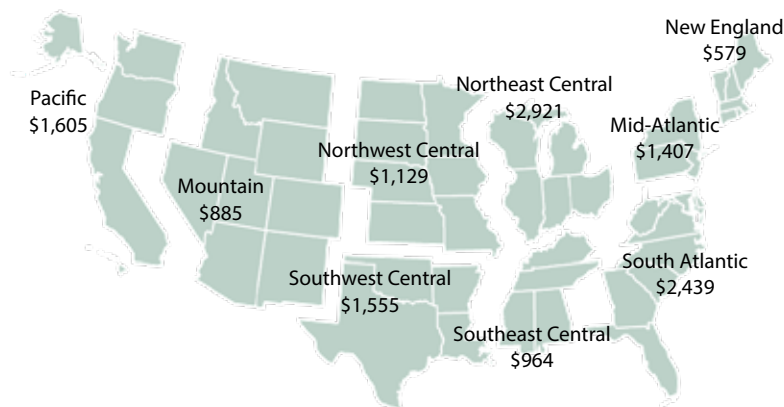 New England
$579
Northeast Central
$2,921
Pacific
$1,605
Mid-Atlantic
$1,407
Northwest Central
$1,129
Mountain
$885
South Atlantic
$2,439
Southwest Central
$1,555
Southeast Central
$964